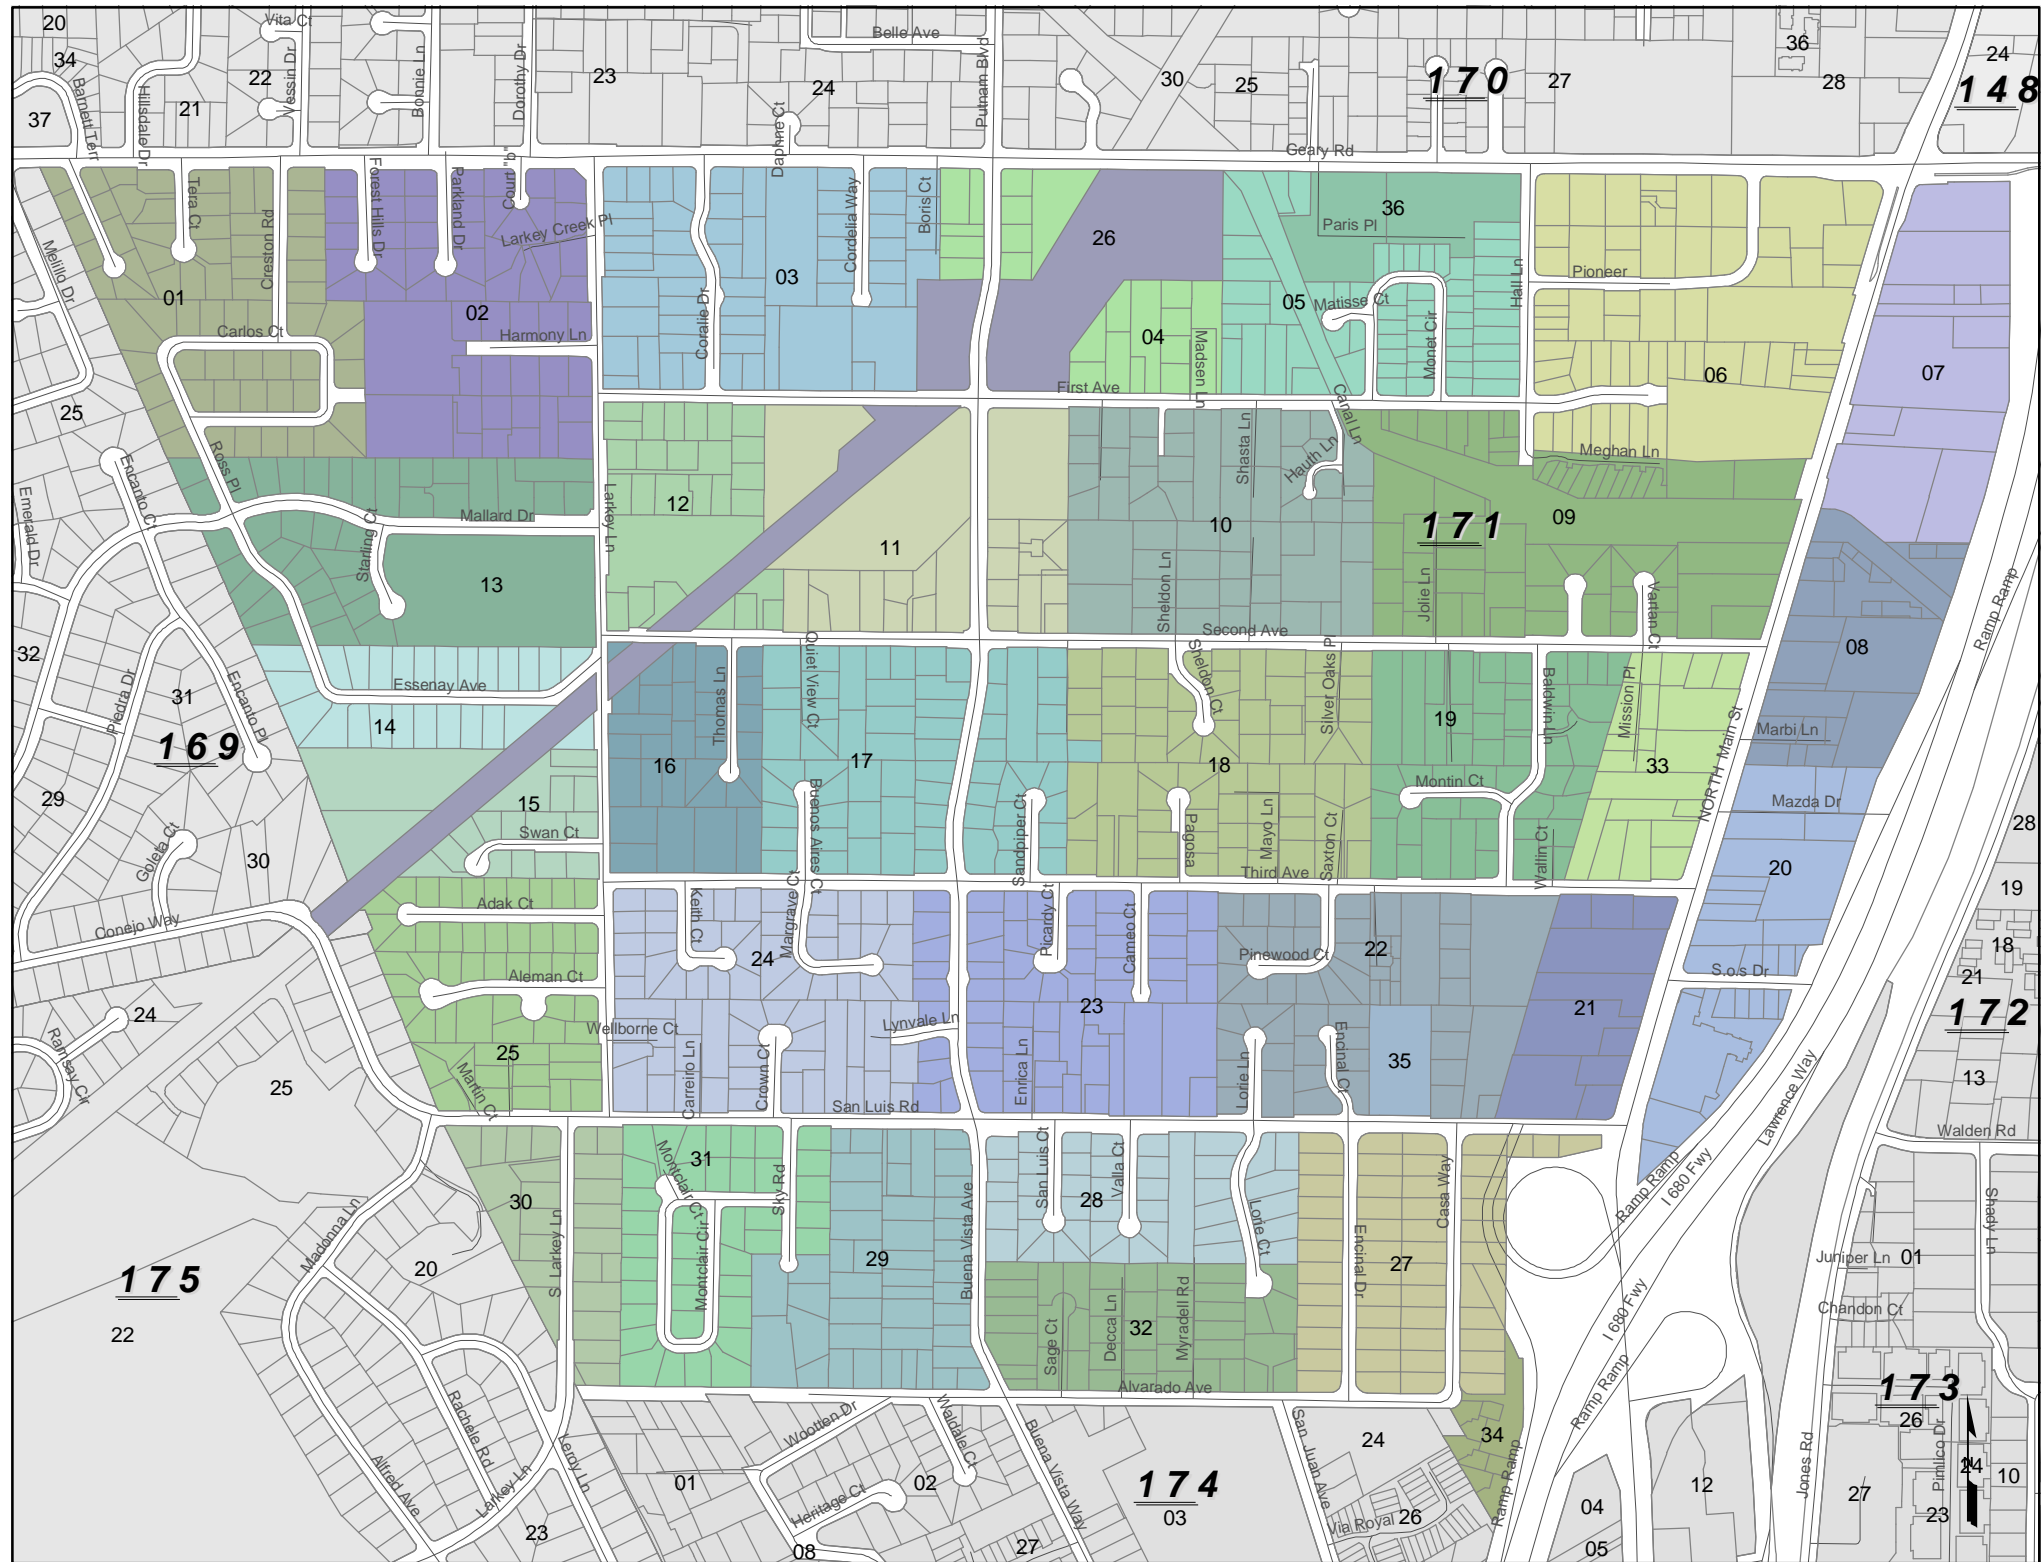 20
Vita Ct
Belle Ave
34
22
23
24
30
25
170
27
36
28
24
148
37
Barnett Terr
Hillsdale Dr
21
Vessin Dr
Bonnie Ln
Dorothy Dr
Daphne Ct
Putnam Blvd
Geary Rd
Tera Ct
Creston Rd
Forest Hills Dr
Parkland Dr
Court "b"
Larkey Creek Pl
Cordelia Way
Boris Ct
26
36
Paris Pl
Hall Ln
Pioneer
Melillo Dr
01
02
03
Coralie Dr
04
05
Matisse Ct
Monet Cir
Madsen Ln
Carlos Ct
Harmony Ln
First Ave
Canal Ln
06
07
25
Encanto Ct
Ross Pl
Emerald Dr
Larkey Ln
12
11
Shasta Ln
Hauth Ln
Meghan Ln
10
171
09
Mallard Dr
Starling Ct
13
Sheldon Ln
Second Ave
Jolie Ln
Vartan Ct
Ramp Ramp
08
32
31
Piedra Dr
Encanto Pl
169
Essenay Ave
14
Thomas Ln
Quiet View Ct
Sheldon Ct
Silver Oaks Pl
Baldwin Ln
Mission Pl
NORTH Main St
Marbi Ln
16
17
18
19
33
29
15
Swan Ct
Buenos Aires Ct
Sandpiper Ct
Pagosa
Mayo Ln
Saxton Ct
Montin Ct
Wallin Ct
Mazda Dr
28
Goleta Ct
30
Third Ave
20
19
Conejo Way
Adak Ct
Keith Ct
Margrave Ct
24
Picardy Ct
Cameo Ct
Pinewood Ct
22
18
Aleman Ct
S.o.s Dr
21
172
24
Ramsay Cir
Wellborne Ct
Lynvale Ln
23
21
25
25
Martin Ct
Carreiro Ln
Crown Ct
Enrica Ln
Lorie Ln
Encinal Ct
35
Lawrence Way
13
San Luis Rd
Walden Rd
31
Montclair Ct
Sky Rd
San Luis Ct
28
Valla Ct
Lorie Ct
Casa Way
Ramp Ramp
I 680 Fwy
30
S Larkey Ln
Montclair Cir
29
Buena Vista Ave
Encinal Dr
27
Shady Ln
Juniper Ln
01
Madonna Ln
20
175
22
Sage Ct
Decca Ln
32
Myradell Rd
I 680 Fwy
Chandon Ct
Alvarado Ave
Ramp Ramp
173
26
Rachele Rd
Wootten Dr
Waldale Ct
Buena Vista Way
San Juan Ave
24
34
Alfred Ave
Larkey Ln
Leroy Ln
01
02
174
03
Heritage Ct
Via Royal
26
Ramp Ramp
12
Jones Rd
27
Pimlico Dr
24
N
10
23
04
23
08
27
05